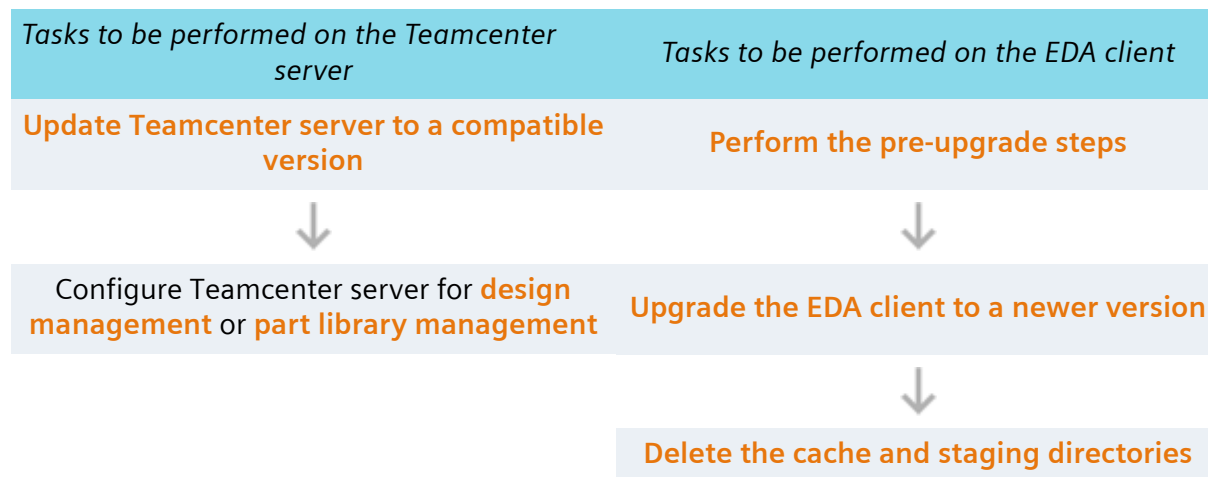 Tasks to be performed on the Teamcenter
server
Tasks to be performed on the EDA client
Update Teamcenter server to a compatible
version
Perform the pre-upgrade steps
Configure Teamcenter server for design
management or part library management
Upgrade the EDA client to a newer version
Delete the cache and staging directories